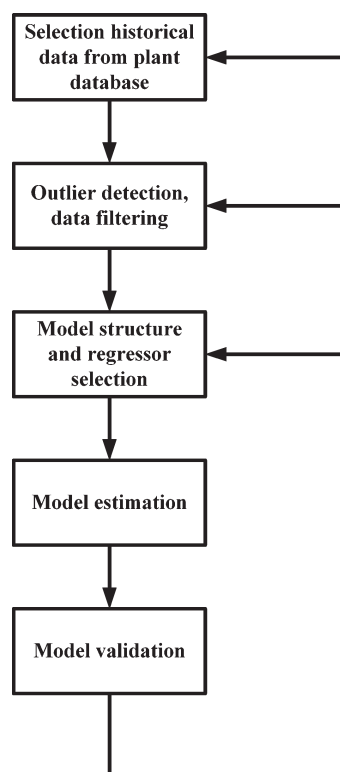 Selection historical
data from plant
database
Outlier detection,
data filtering
Model structure
and regressor
selection
Model estimation
Model validation